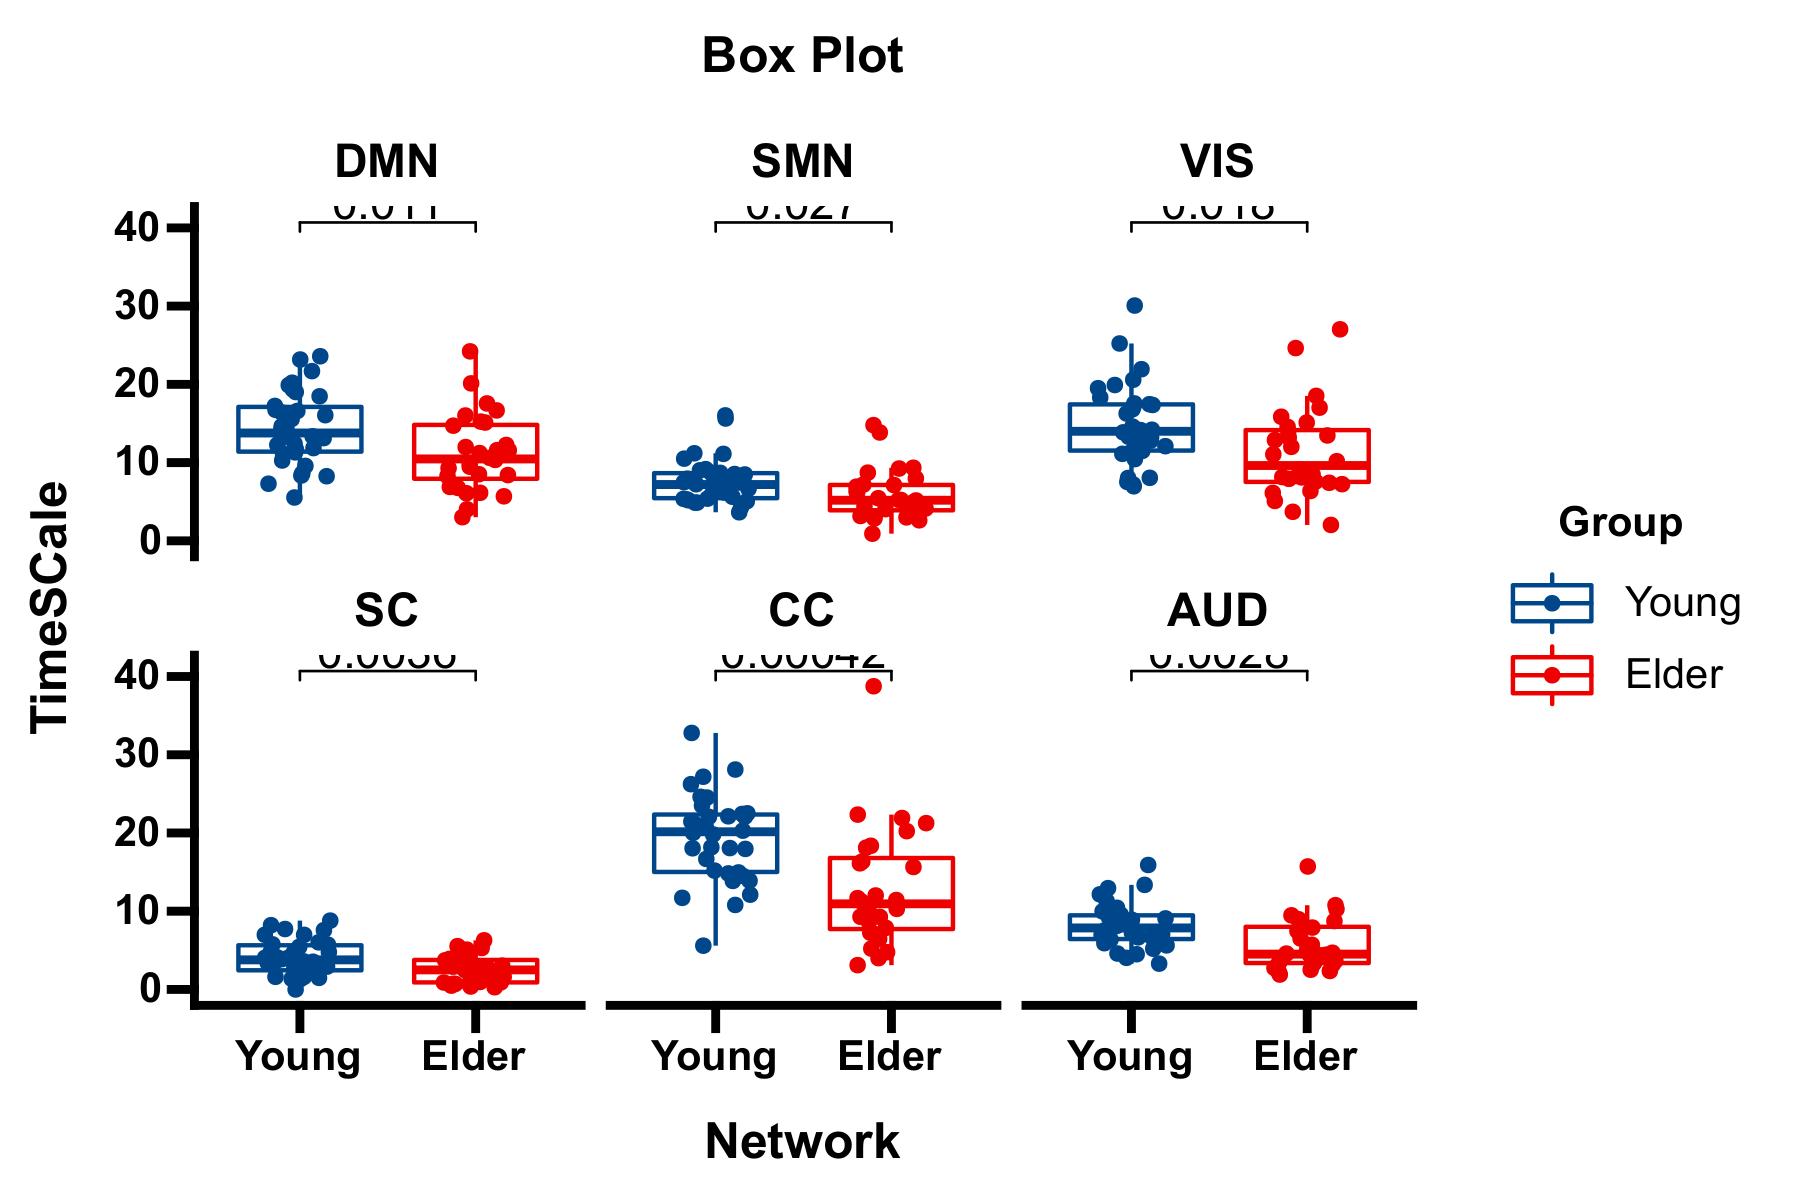 Box Plot
DMN SMN VIS
0.011 0.027 0.018
40
30
20
10
0
SC CC AUD
0.00042 0.0028
40
30
20
10
0
Young Elder Young Elder Young Elder
Network
TimeSCale
Group
Young
Elder